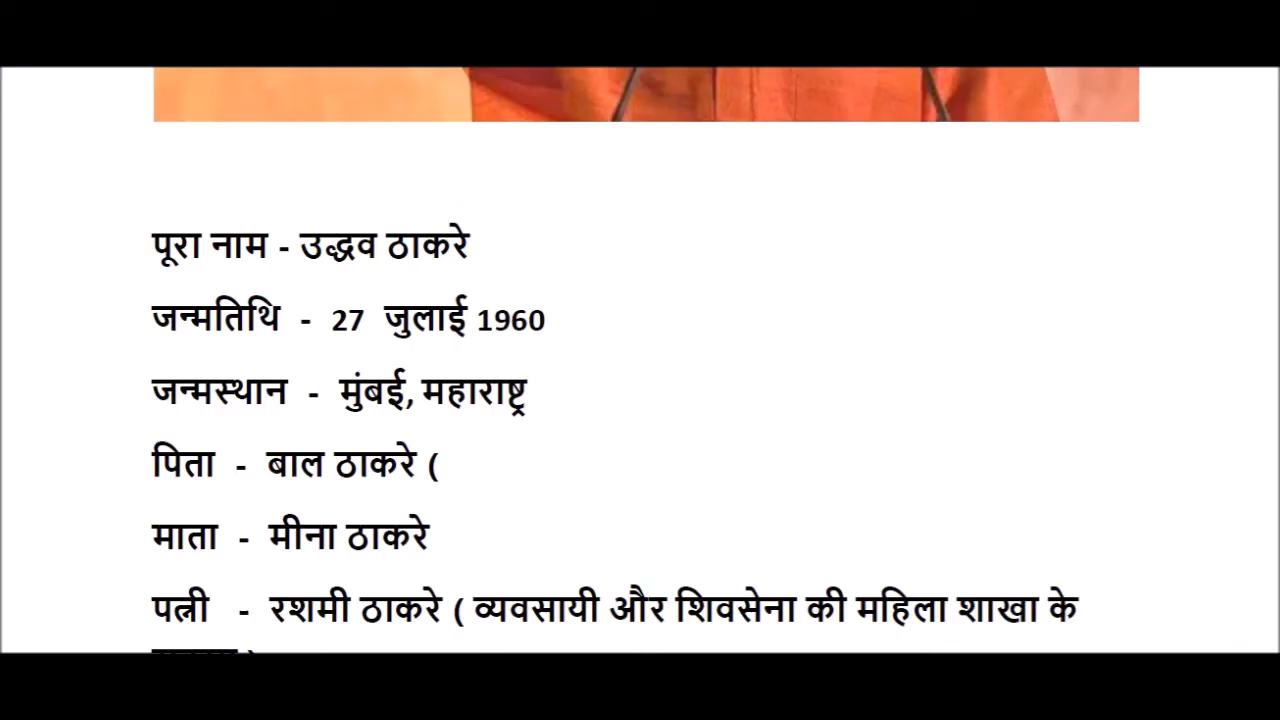 पूरा नाम - उद्धव ठाकरे
जन्मतिथि - 27 जुलाई 1960
जन्मस्थान - मुंबई, महाराष्ट्र
पिता - बाल ठाकरे (
माता - मीना ठाकरे
पत्नी - रशमी ठाकरे ( व्यवसायी और शिवसेना की महिला शाखा के